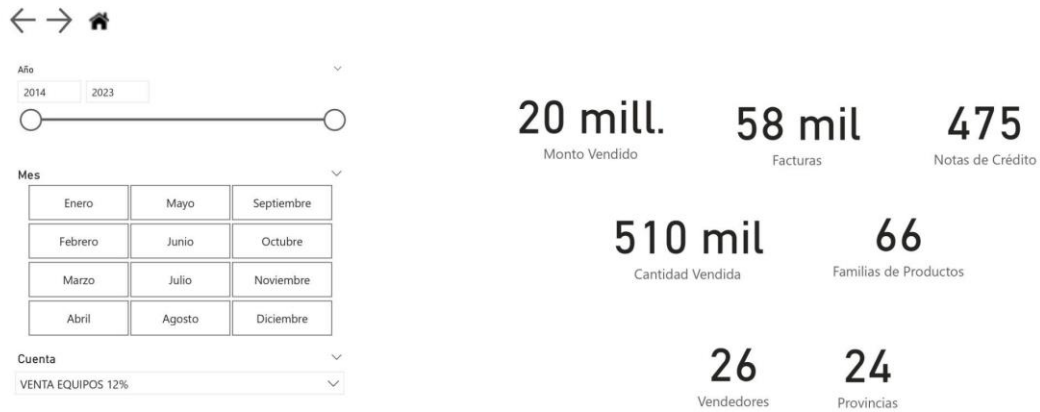 Año
2014 2023
Mes
Enero Mayo Septiembre
Febrero Junio Octubre
Marzo Julio Noviembre
Abril Agosto Diciembre
Cuenta
VENTA EQUIPOS 12%
20 mill. 58 mil 475
Monto Vendido Facturas Notas de Crédito
510 mil 66
Cantidad Vendida Familias de Productos
26 24
Vendedores Provincias